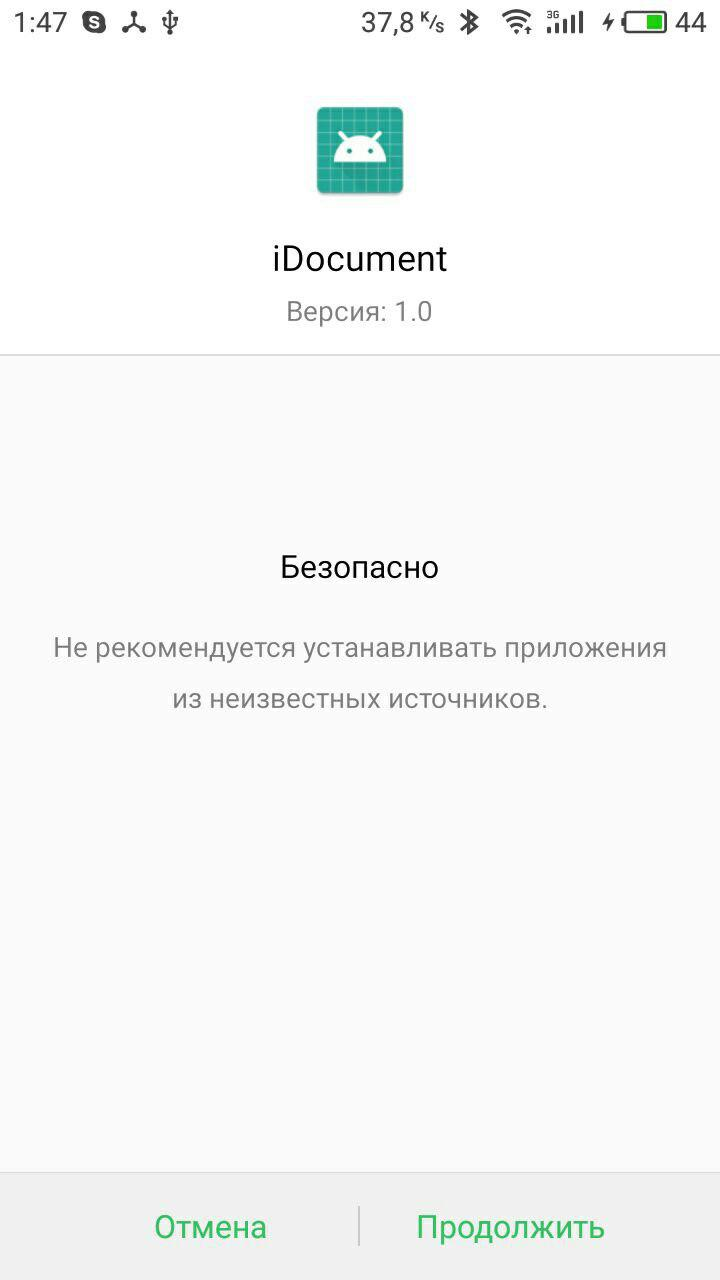 1:47 37,8 K/s 3G 44
iDocument
Версия: 1.0
Безопасно
Не рекомендуется устанавливать приложения
из неизвестных источников.
Отмена Продолжить